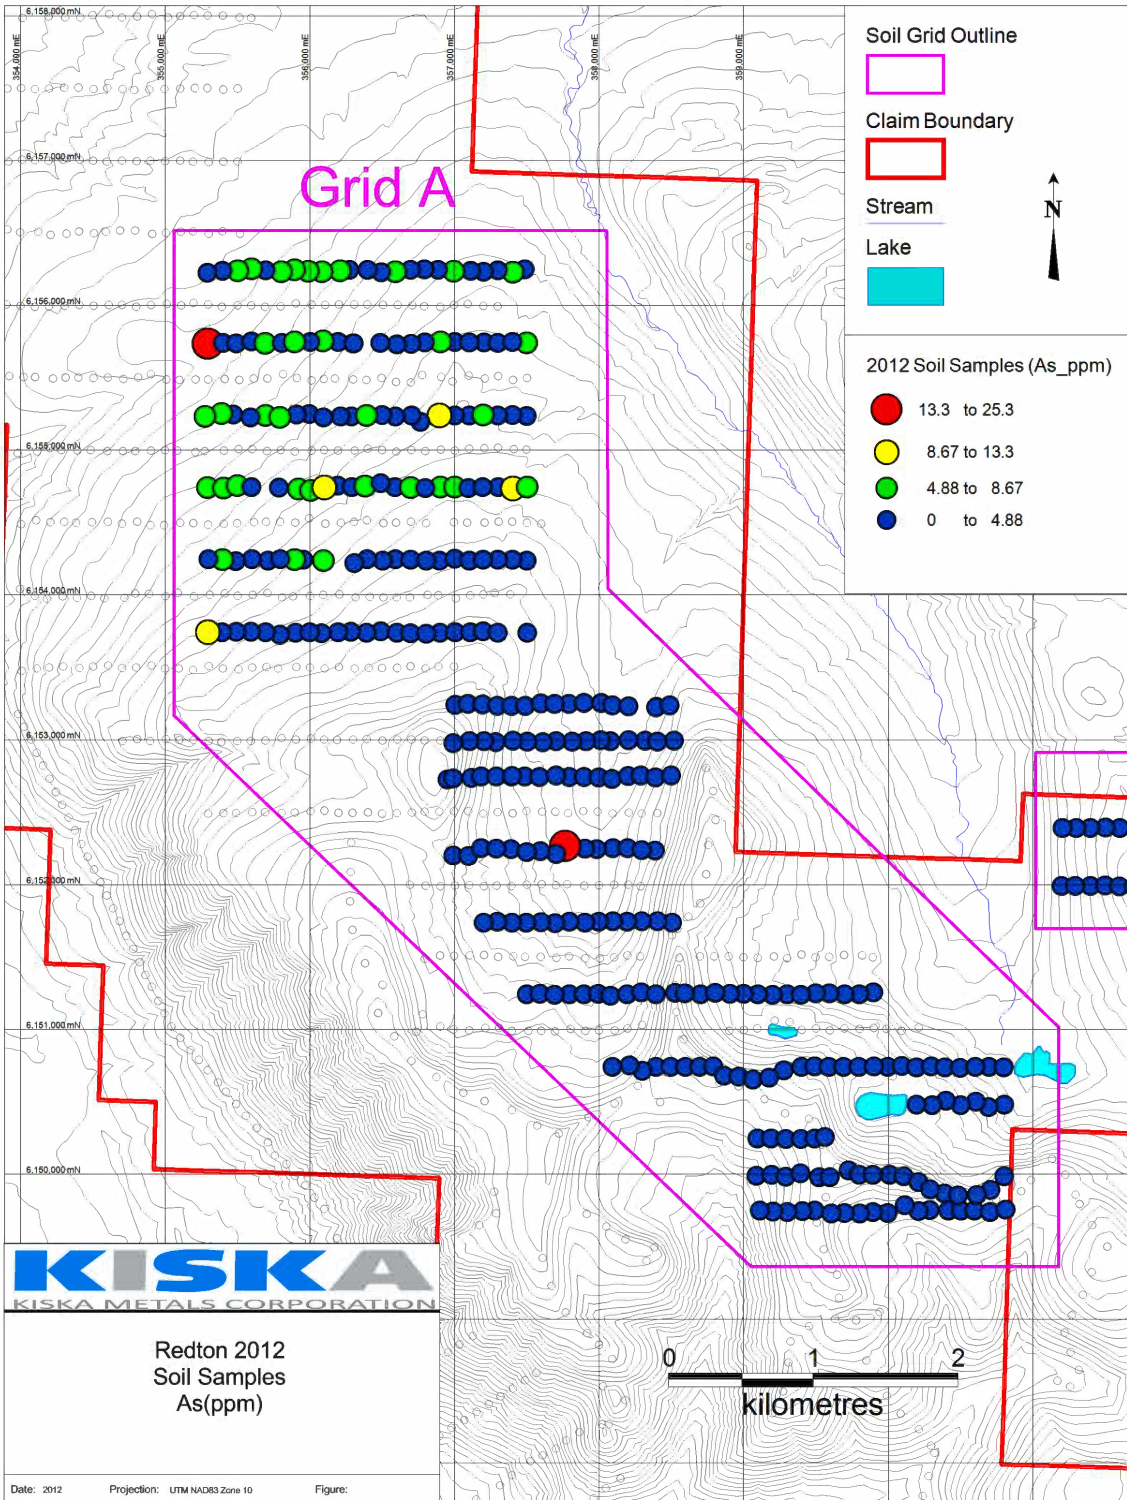 6,158,000 mN
354,000 mE
355,000 mE
356,000 mE
357,000 mE
358,000 mE
359,000 mE
Soil Grid Outline
Claim Boundary
Stream
Lake
N
6,157,000 mN
Grid A
6,156,000 mN
2012 Soil Samples (As_ppm)
13.3 to 25.3
8.67 to 13.3
4.88 to 8.67
0 to 4.88
6,155,000 mN
6,154,000 mN
6,153,000 mN
6,152,000 mN
6,151,000 mN
6,150,000 mN
KISKA
KISKA METALS CORPORATION
Redton 2012
Soil Samples
As(ppm)
0 1 2
kilometres
Date: 2012 Projection: UTM NAD83 Zone 10 Figure: